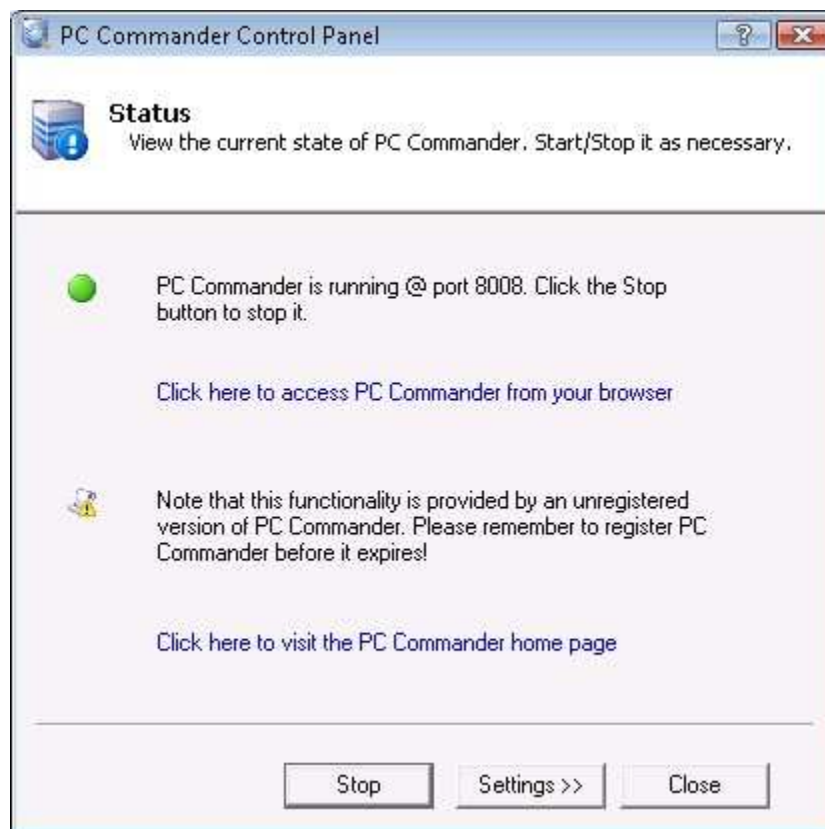 PC Commander Control Panel
?
Status
View the current state of PC Commander. Start/Stop it as necessary.
PC Commander is running @ port 8008. Click the Stop
button to stop it.
Click here to access PC Commander from your browser
Note that this functionality is provided by an unregistered
version of PC Commander. Please remember to register PC
Commander before it expires!
Click here to visit the PC Commander home page
Stop
Settings >>
Close